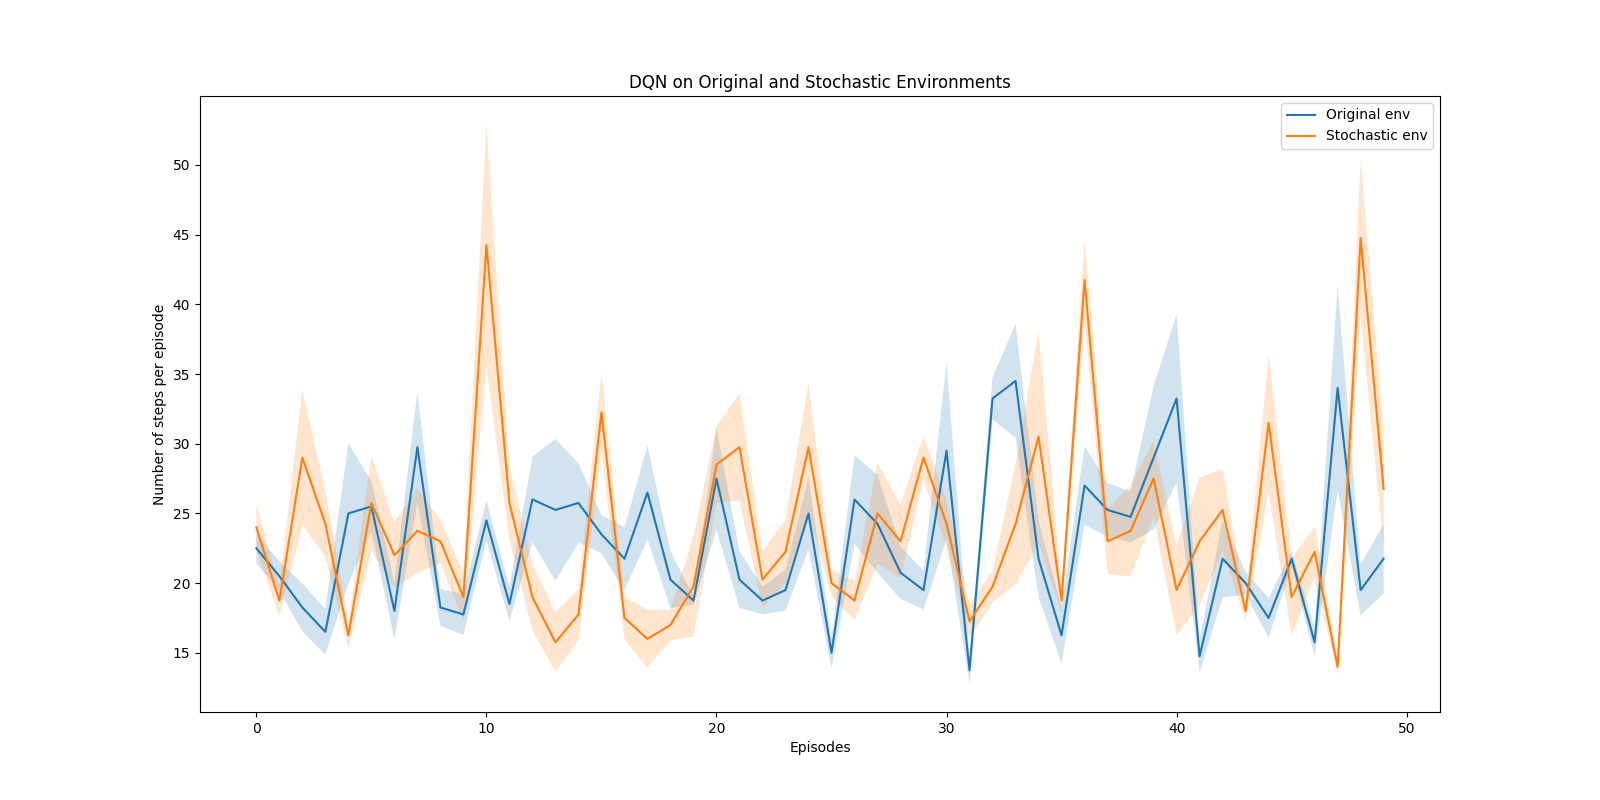 DQN on Original and Stochastic Environments
Original env
Stochastic env
Number of steps per episode
50
45
40
35
30
25
20
15
0
10
20
30
40
50
Episodes